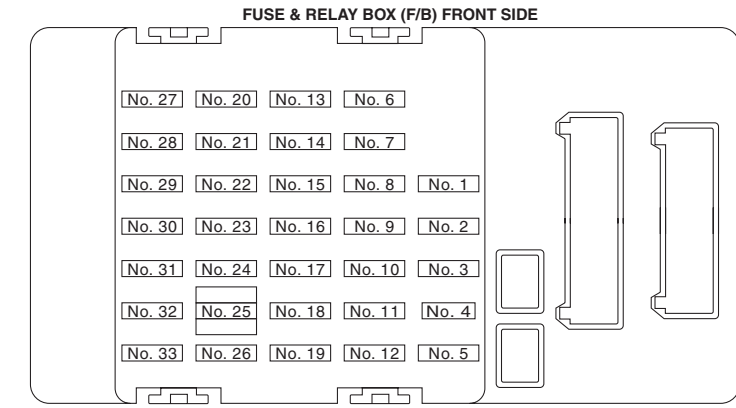 FUSE & RELAY BOX (F/B) FRONT SIDE
No. 27 No. 20 No. 13 No. 6
No. 28 No. 21 No. 14 No. 7
No. 29 No. 22 No. 15 No. 8 No. 1
No. 30 No. 23 No. 16 No. 9 No. 2
No. 31 No. 24 No. 17 No. 10 No. 3
No. 32 No. 25 No. 18 No. 11 No. 4
No. 33 No. 26 No. 19 No. 12 No. 5